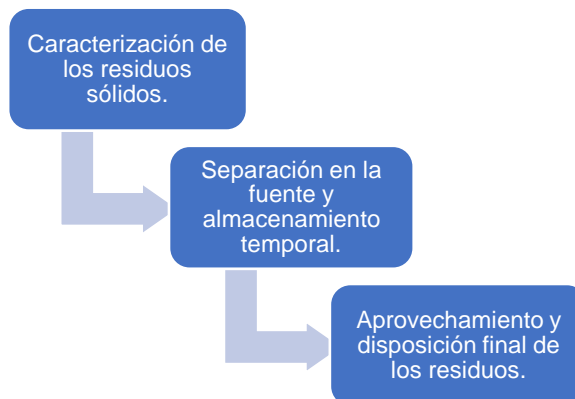 Caracterización de
los residuos
sólidos.
Separación en la
fuente y
almacenamiento
temporal.
Aprovechamiento y
disposición final de
los residuos.